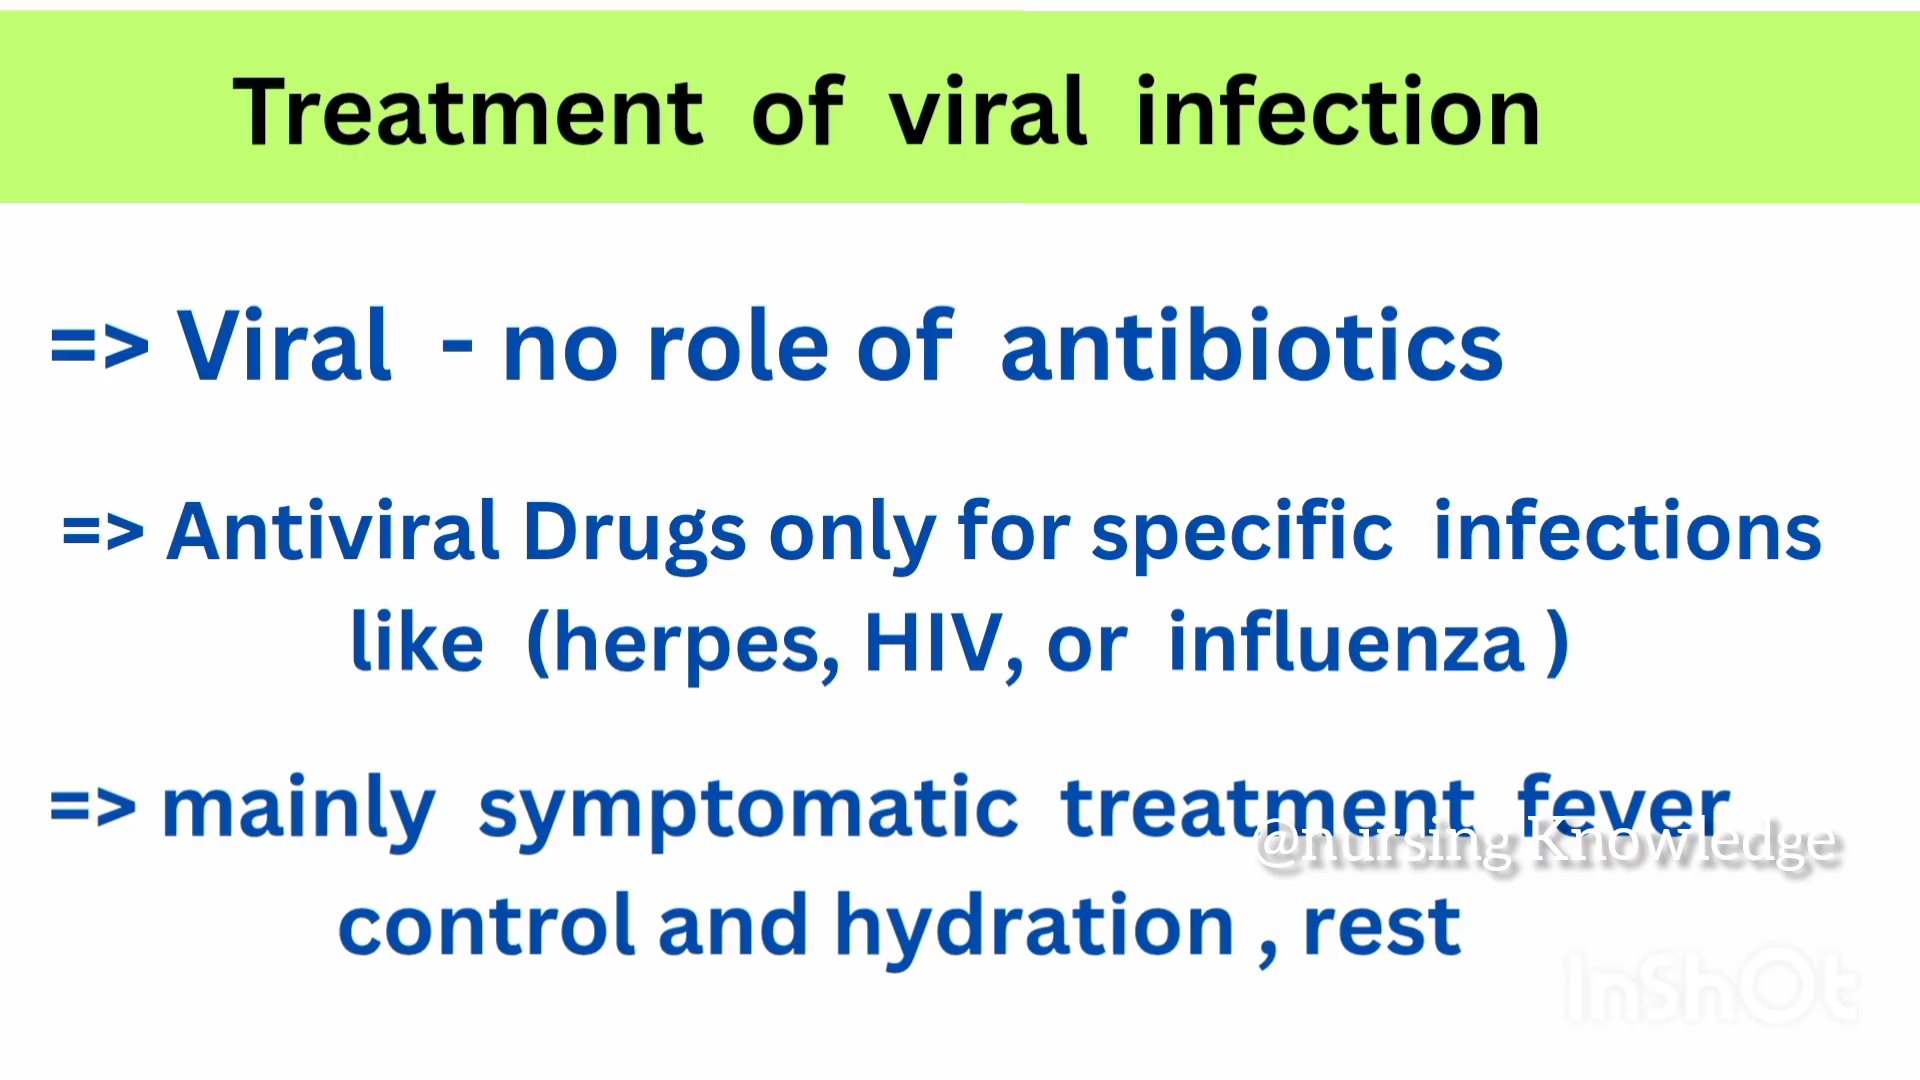 Treatment of viral infection
=> Viral - no role of antibiotics
=> Antiviral Drugs only for specific infections
like (herpes, HIV, or influenza )
=> mainly symptomatic treatment fever
@nursing Knowledge
control and hydration , rest
InShOt